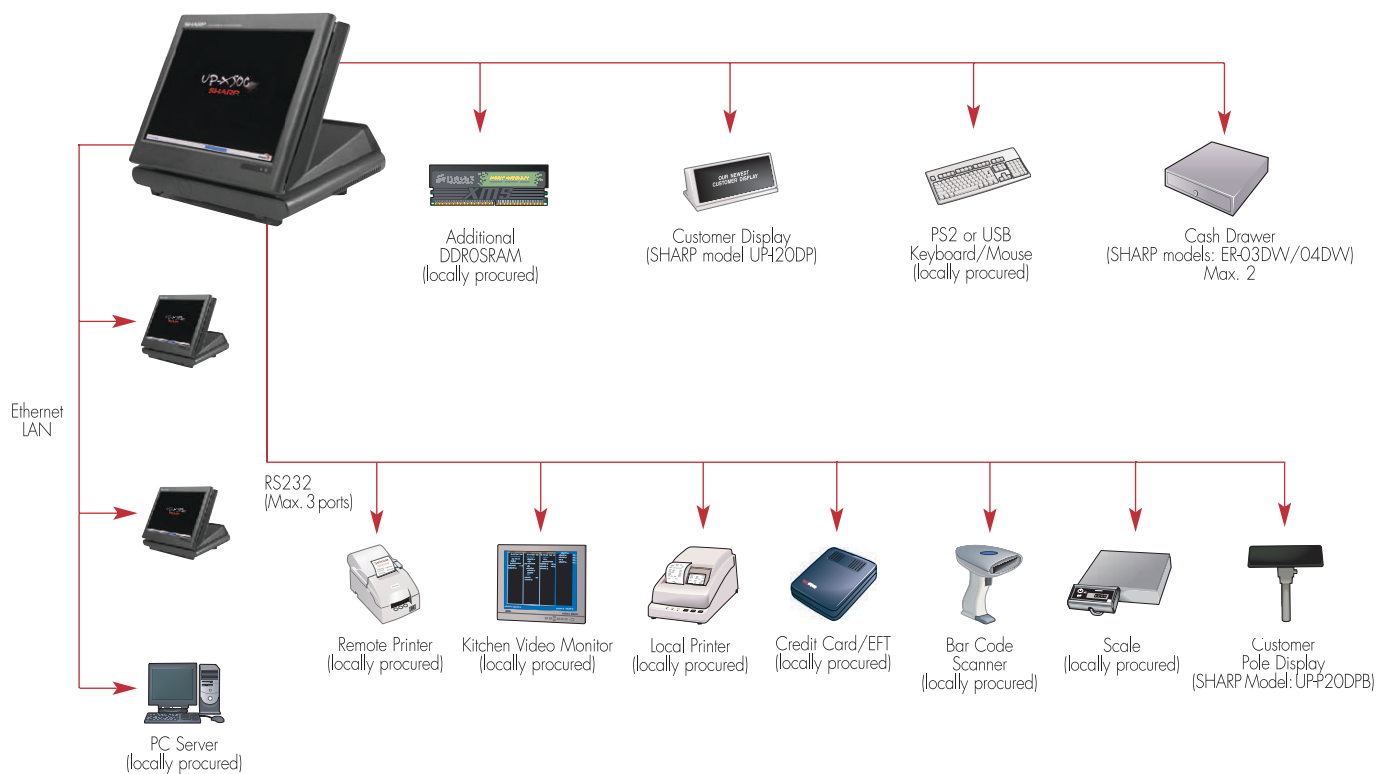 SHARP
UP-X500
SHARP
OUR NEWEST
CUSTOMER DISPLAY
XMS
Additional
DDR0SRAM
(locally procured)
Customer Display
(SHARP model UP-I20DP)
PS2 or USB
Keyboard/Mouse
(locally procured)
Cash Drawer
(SHARP models: ER-03DW/04DW)
Max. 2
Ethernet
LAN
RS232
(Max. 3 ports)
Remote Printer
(locally procured)
Kitchen Video Monitor
(locally procured)
Local Printer
(locally procured)
Credit Card/EFT
(locally procured)
Bar Code
Scanner
(locally procured)
Scale
(locally procured)
Customer
Pole Display
(SHARP Model: UP-P20DPB)
PC Server
(locally procured)